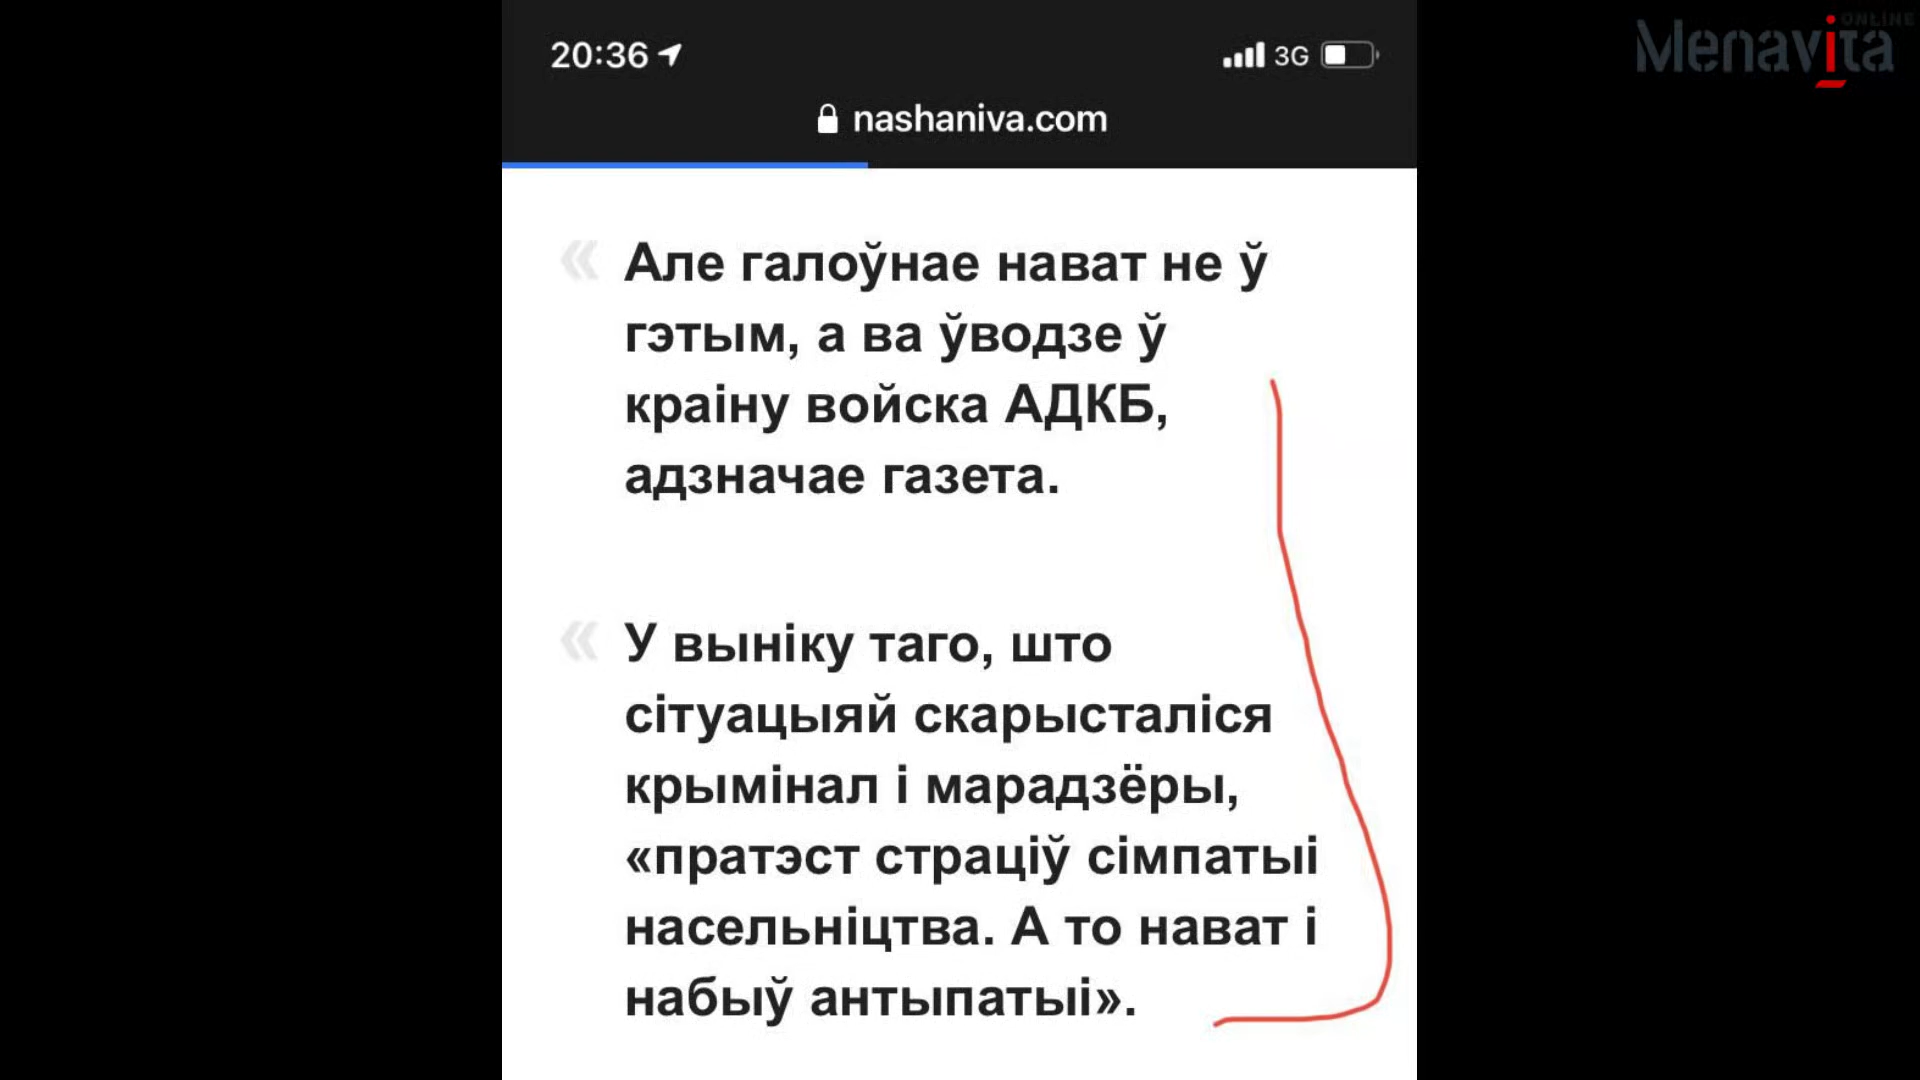 20:36
3G
nashaniva.com
ONLINE
Menavita
« Але галоўнае нават не ў
гэтым, а ва ўводзе ў
краіну войска АДКБ,
адзначае газета.
« У выніку таго, што
сітуацыяй скарысталіся
крымінал і марадзёры,
«пратэст страціў сімпатыі
насельніцтва. А то нават і
набыў антыпатыі».